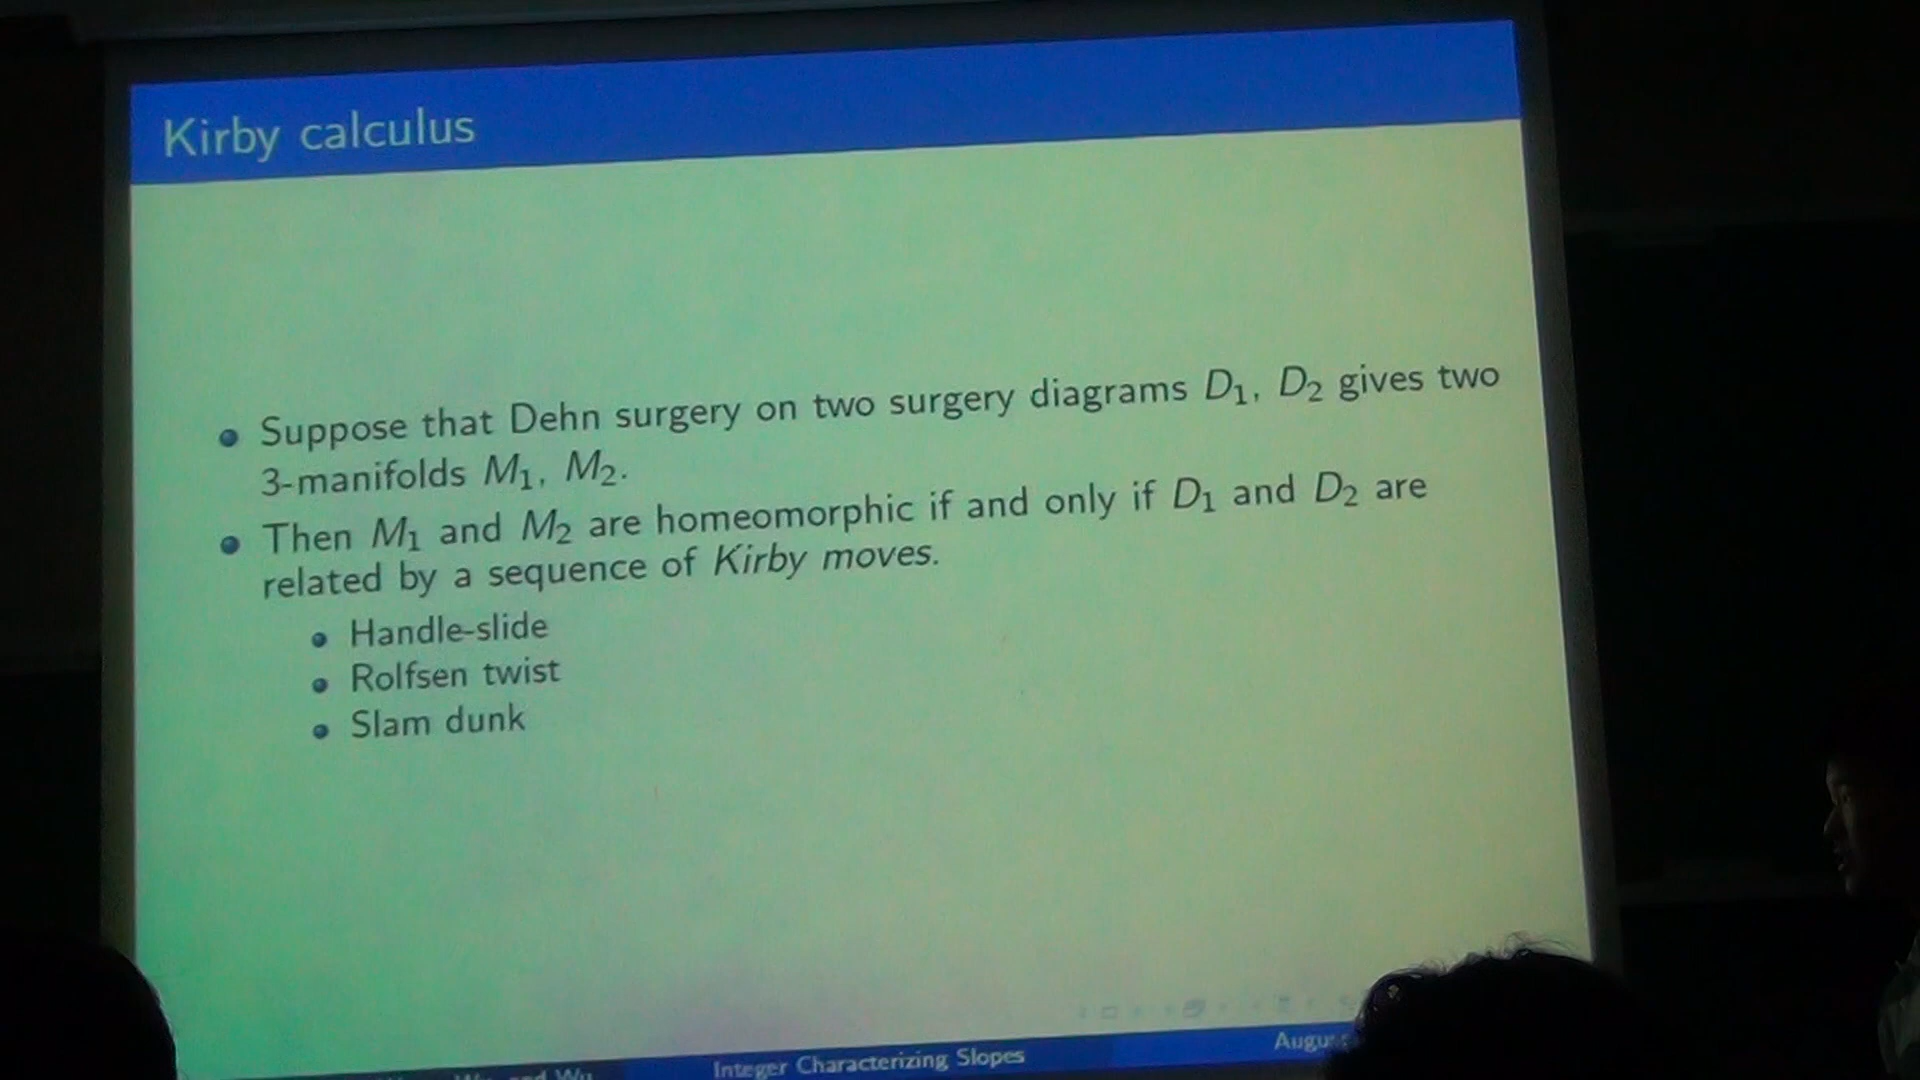 Kirby calculus
Suppose that Dehn surgery on two surgery diagrams D₁, D₂ gives two
3-manifolds M₁, M₂.
Then M₁ and M₂ are homeomorphic if and only if D₁ and D₂ are
related by a sequence of Kirby moves.
Handle-slide
Rolfsen twist
Slam dunk
and Wu
Integer Characterizing Slopes